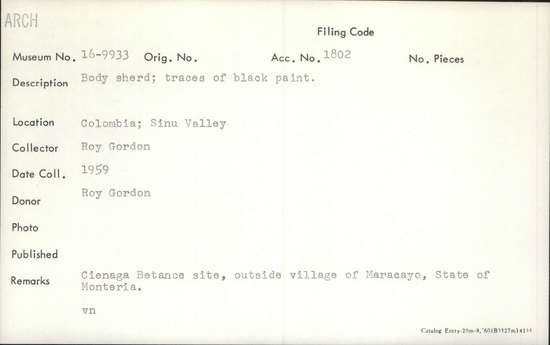 ARCH
Filing Code
Museum No. 16-9933 Orig. No. Acc. No. 1802 No. Pieces
Description Body sherd; traces of black paint.
Location Colombia; Sinu Valley
Collector Roy Gordon
Date Coll. 1959
Donor Roy Gordon
Photo
Published
Remarks Cienaga Betance site, outside village of Maracayo, State of
Monteria.
vn
Catalog Entry